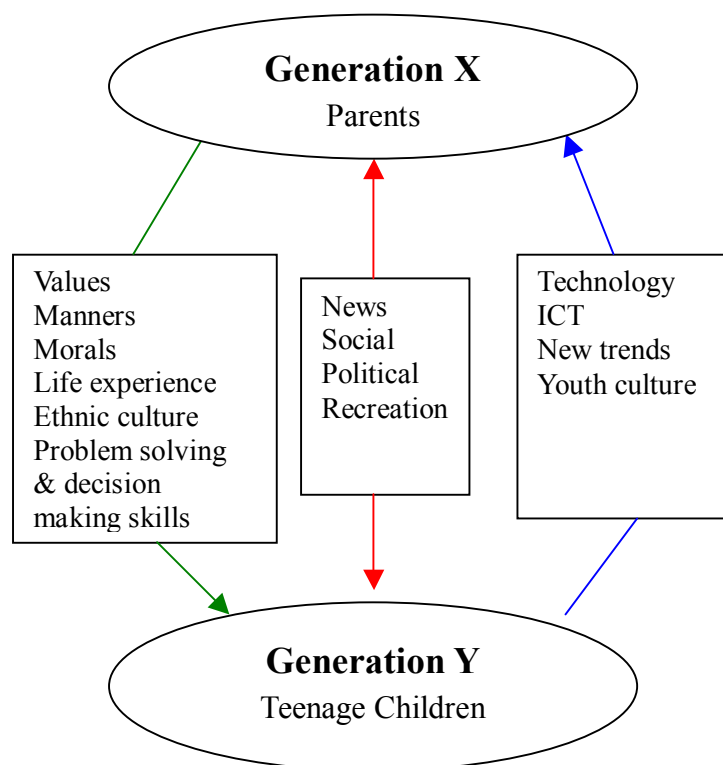 Generation X
Parents
Values
Manners
Morals
Life experience
Ethnic culture
Problem solving
& decision
making skills
News
Social
Political
Recreation
Technology
ICT
New trends
Youth culture
Generation Y
Teenage Children